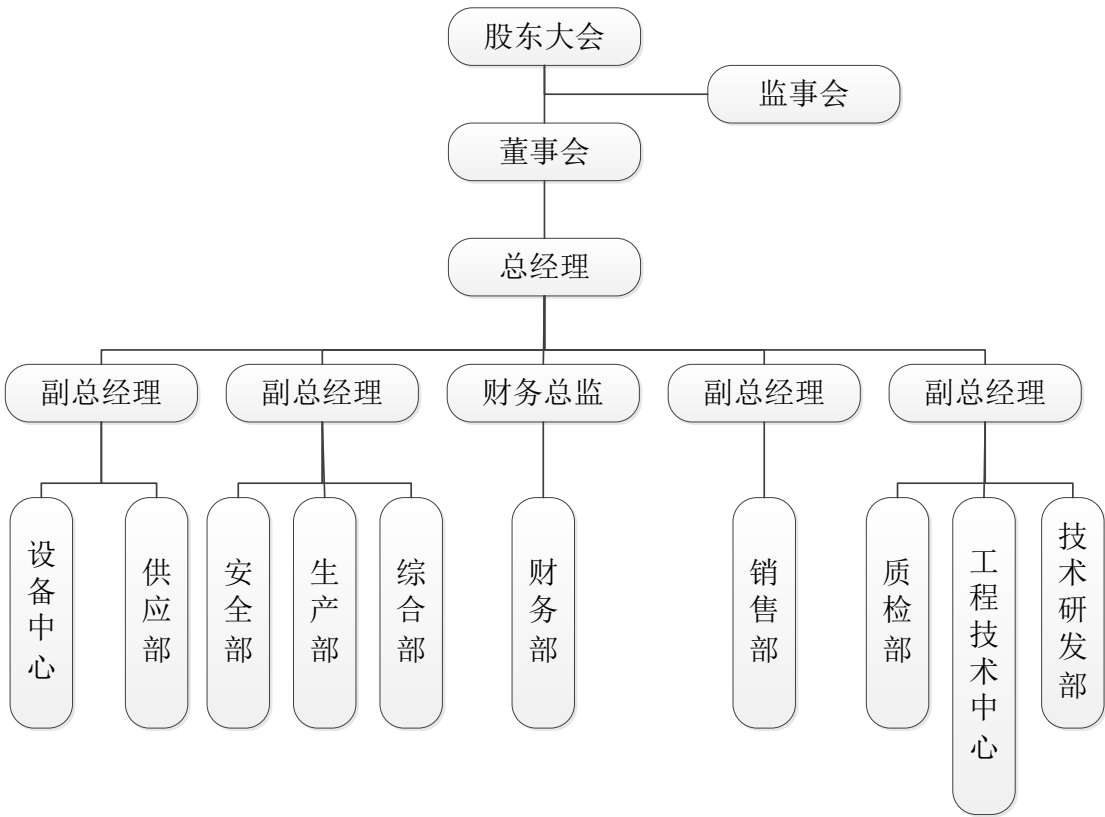 股东大会
监事会
董事会
总经理
副总经理
副总经理
财务总监
副总经理
副总经理
设备中心
供应部
安全部
生产部
综合部
财务部
销售部
质检部
工程技术中心
技术研发部